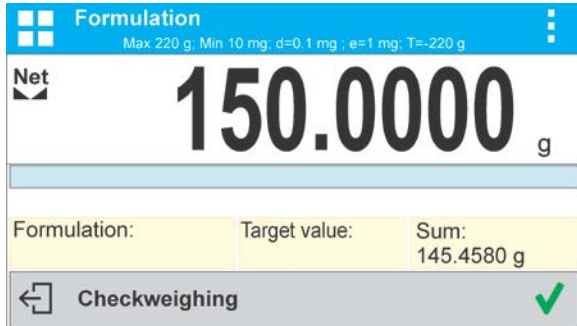 Formulation
Max 220 g; Min 10 mg; d=0.1 mg ; e=1 mg; T=-220 g
Net
150.0000 g
Formulation:
Target value:
Sum:
145.4580 g
Checkweighing